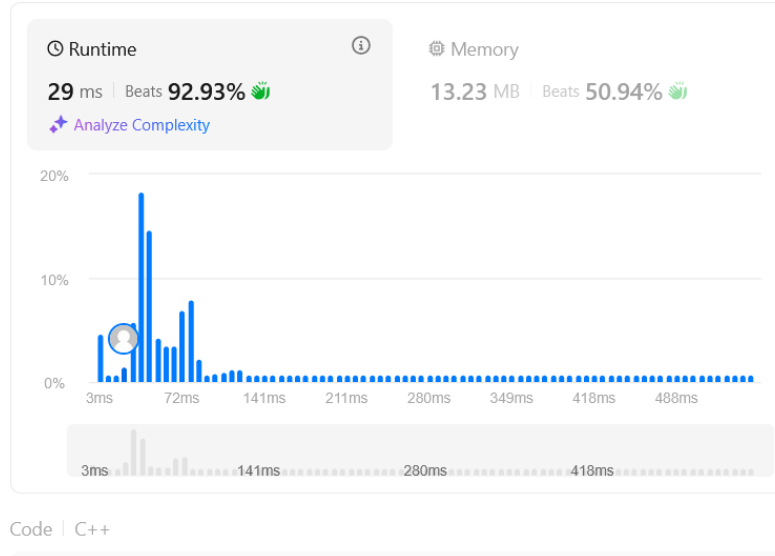 Runtime
29 ms | Beats 92.93%
Analyze Complexity
Memory
13.23 MB | Beats 50.94%
20%
10%
0%
3ms 72ms 141ms 211ms 280ms 349ms 418ms 488ms
3ms 141ms 280ms 418ms
Code | C++